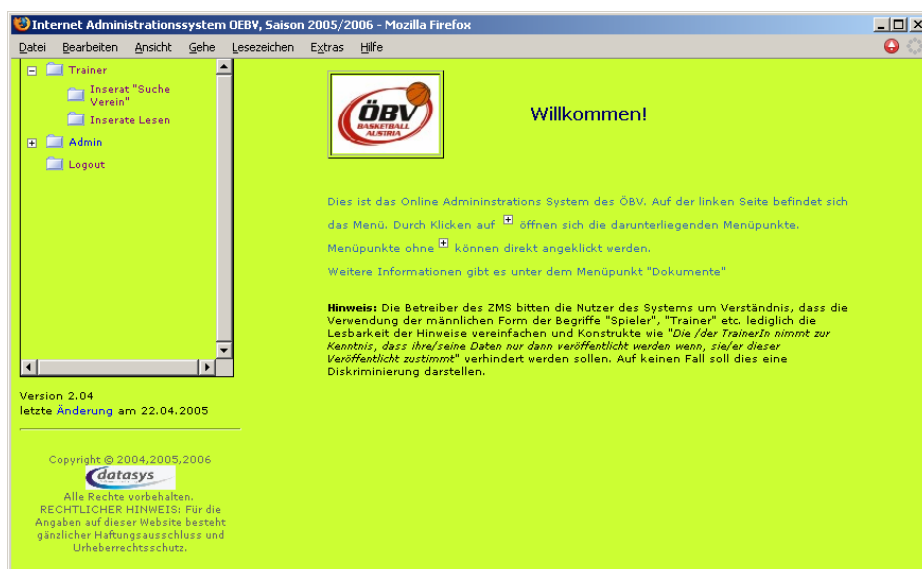 Internet Administrationssystem OEBV, Saison 2005/2006 - Mozilla Firefox
Datei Bearbeiten Ansicht Gehe Lesezeichen Extras Hilfe
Trainer
Inserat "Suche
Verein"
Inserate Lesen
Admin
Logout
ÖBV
BASKETBALL
AUSTRIA
Willkommen!
Dies ist das Online Admininstrations System des ÖBV. Auf der linken Seite befindet sich
das Menü. Durch Klicken auf öffnen sich die darunterliegenden Menüpunkte.
Menüpunkte ohne können direkt angeklickt werden.
Weitere Informationen gibt es unter dem Menüpunkt "Dokumente"
Hinweis: Die Betreiber des ZMS bitten die Nutzer des Systems um Verständnis, dass die
Verwendung der männlichen Form der Begriffe "Spieler", "Trainer" etc. lediglich die
Lesbarkeit der Hinweise vereinfachen und Konstrukte wie "Die /der TrainerIn nimmt zur
Kenntnis, dass ihre/seine Daten nur dann veröffentlicht werden wenn, sie/er dieser
Veröffentlicht zustimmt" verhindert werden sollen. Auf keinen Fall soll dies eine
Diskriminierung darstellen.
Version 2.04
letzte Änderung am 22.04.2005
Copyright © 2004,2005,2006
datasys
Alle Rechte vorbehalten.
RECHTLICHER HINWEIS: Für die
Angaben auf dieser Website besteht
gänzlicher Haftungsausschluss und
Urheberrechtsschutz.